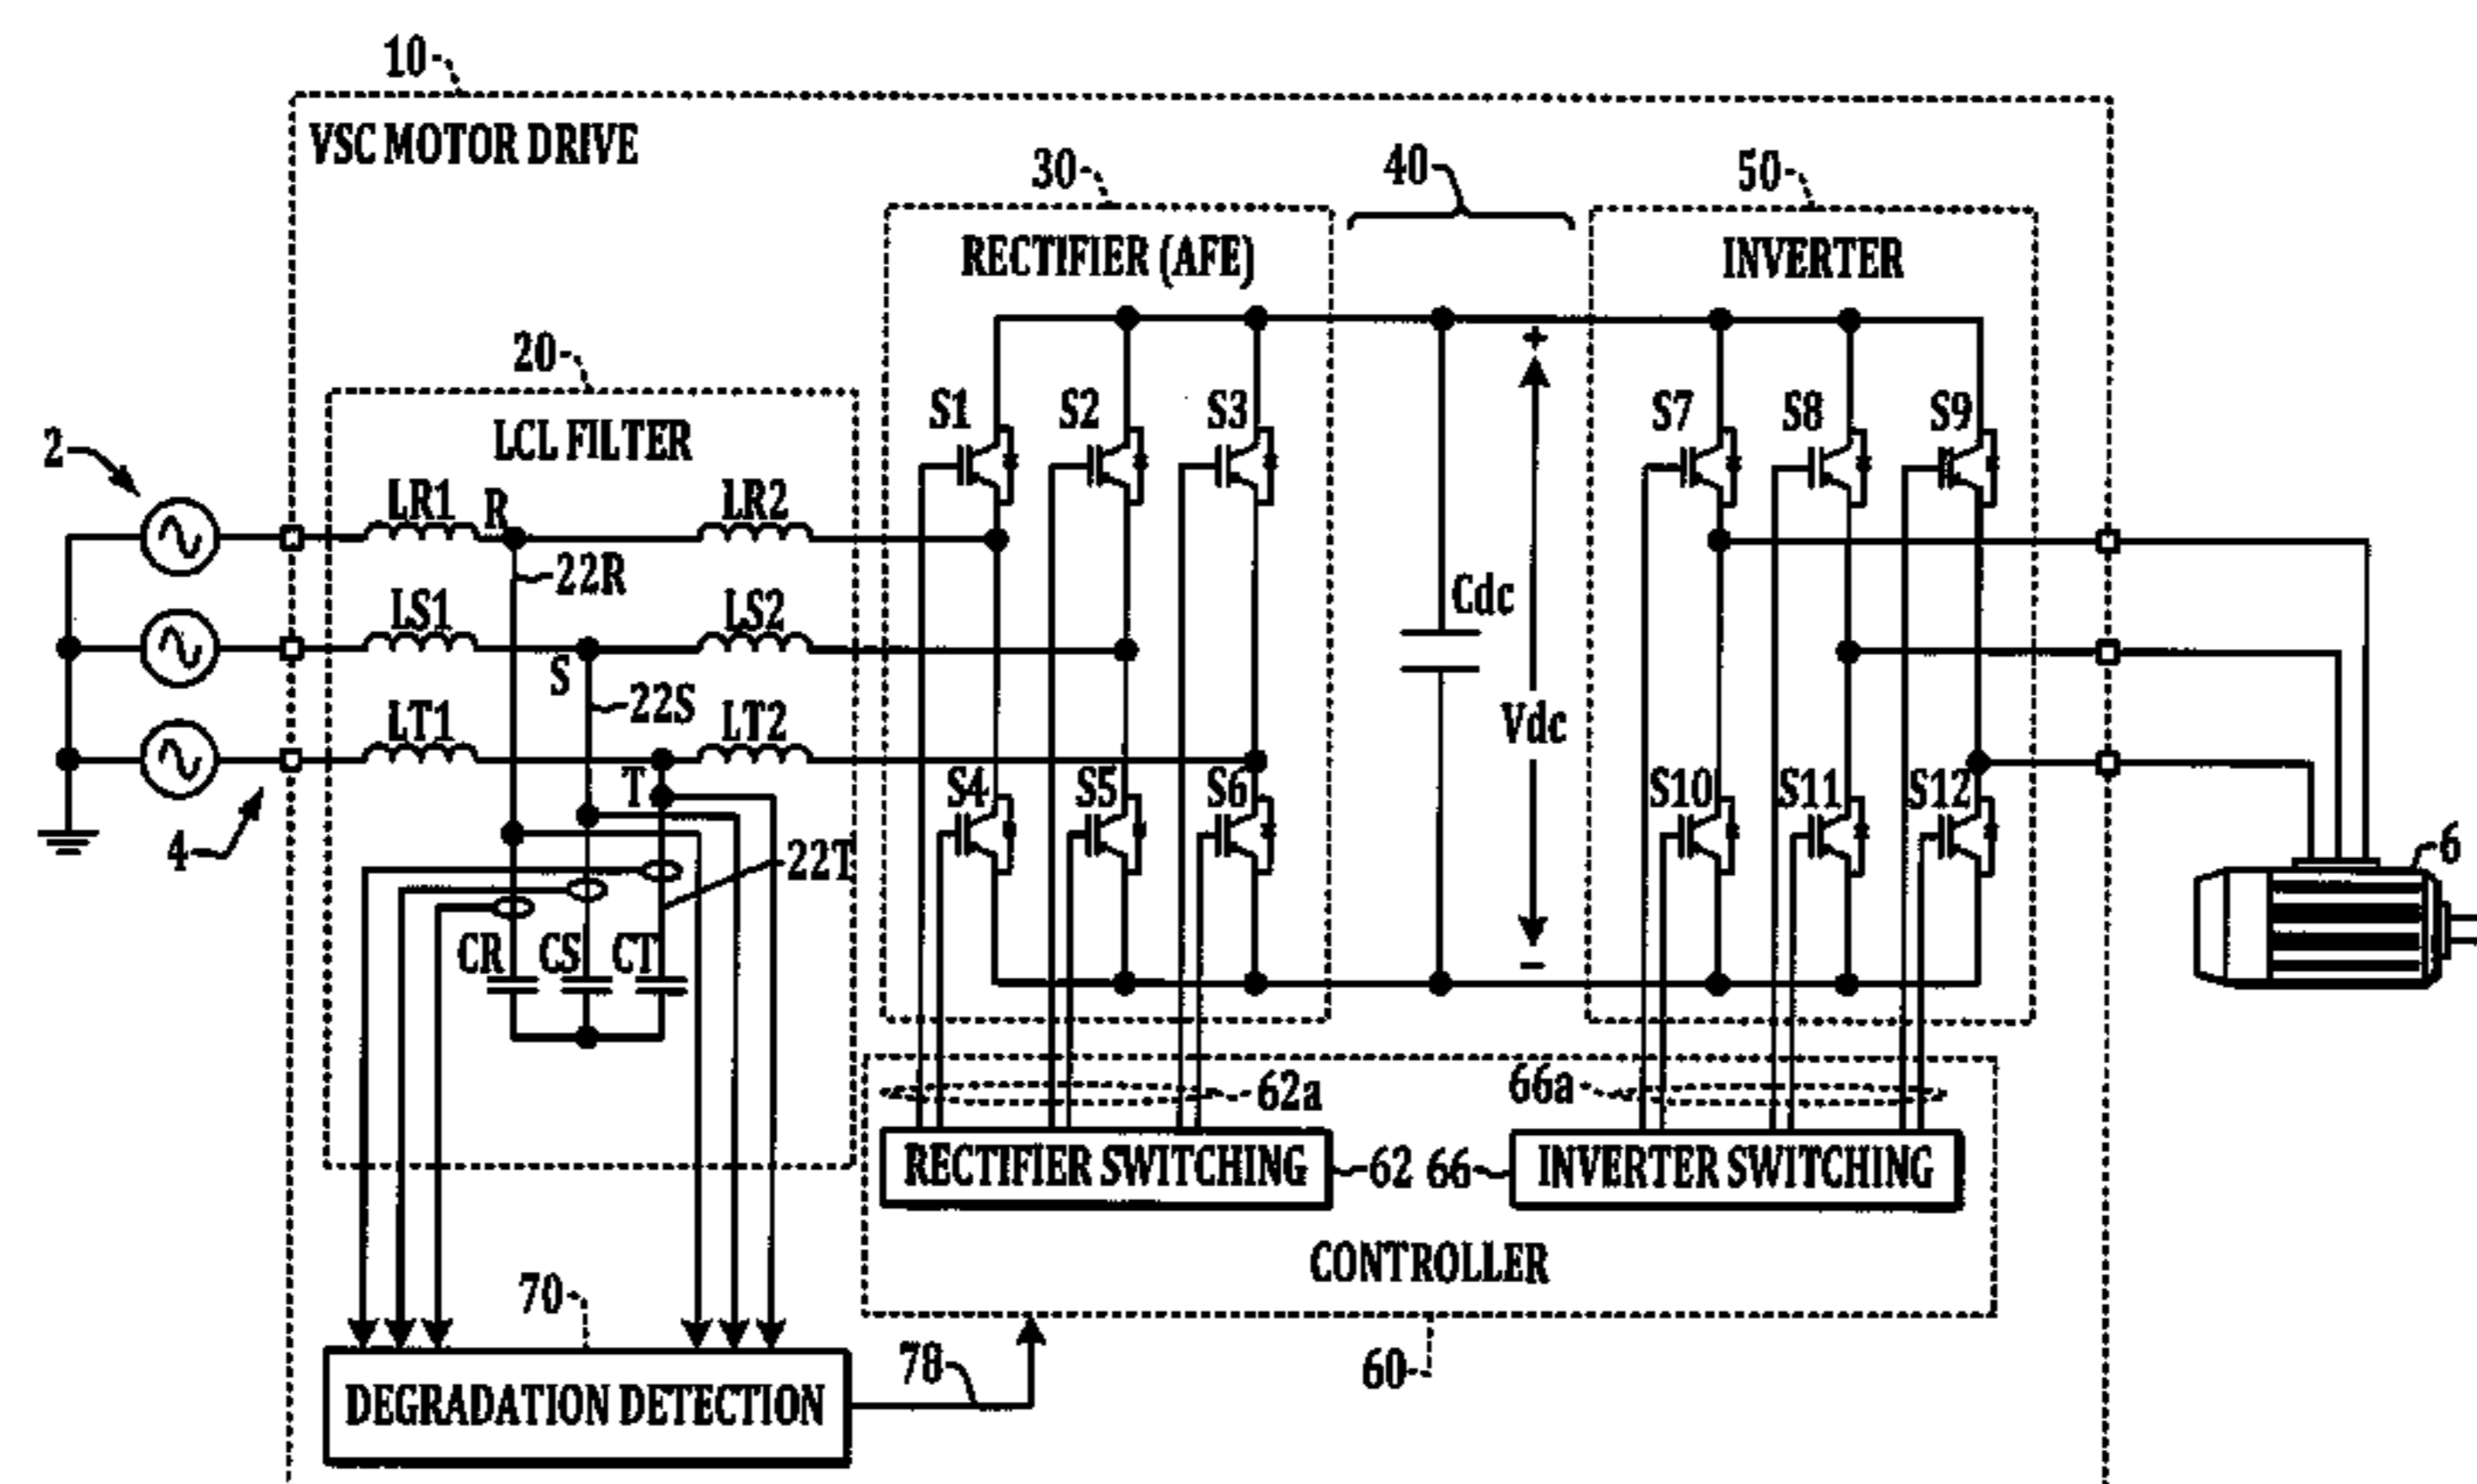 10
VSC MOTOR DRIVE
30
40
50
RECTIFIER (AFE)
INVERTER
20
LCL FILTER
2
S1
S2
S3
S7
S8
S9
LR1
R
LR2
22R
LS1
LS2
S
22S
Cdc
LT1
LT2
Vdc
T
S4
S5
S6
S10
S11
S12
+
−
4
22T
6
CR
CS
CT
62a
66a
RECTIFIER SWITCHING
62
66
INVERTER SWITCHING
CONTROLLER
70
78
60
DEGRADATION DETECTION